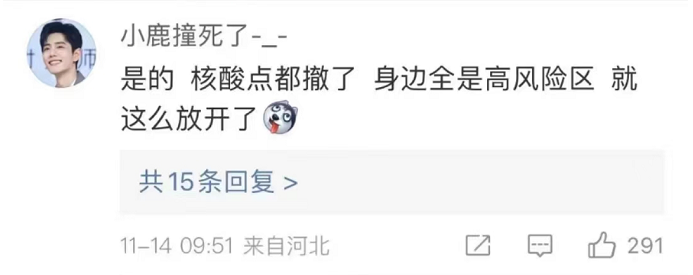 小鹿撞死了-_-
是的 核酸点都撤了 身边全是高风险区 就
这么放开了
共15条回复 >
11-14 09:51 来自河北 291